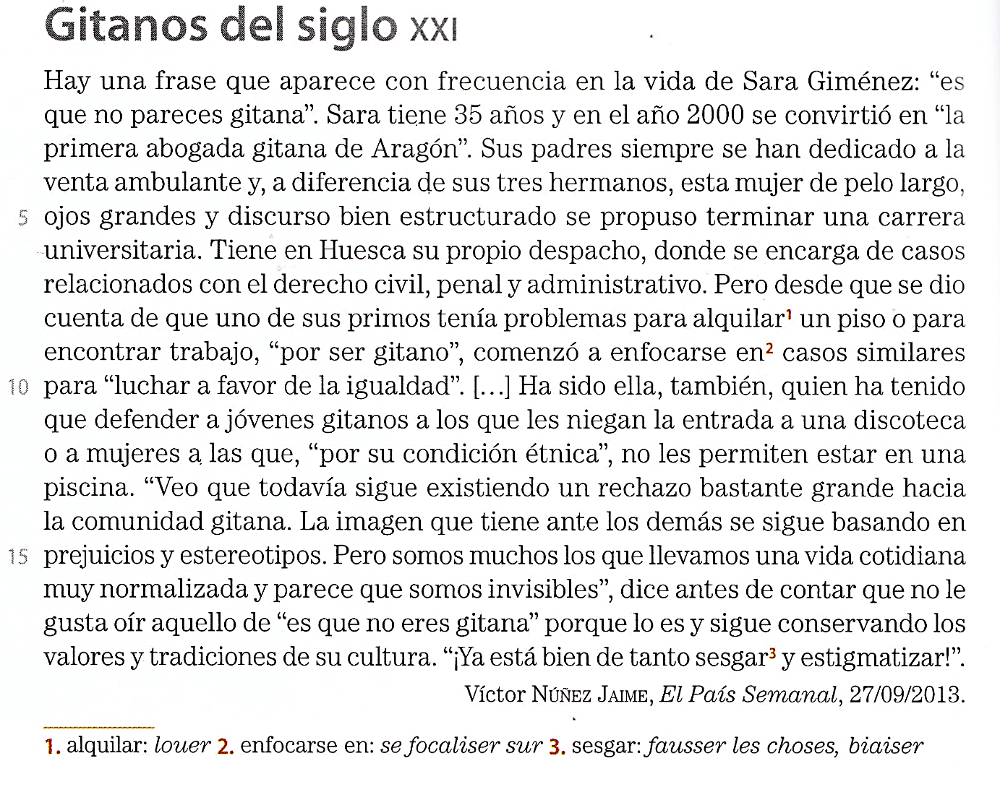 Gitanos del siglo XXI
Hay una frase que aparece con frecuencia en la vida de Sara Giménez: “es
que no pareces gitana”. Sara tiene 35 años y en el año 2000 se convirtió en “la
primera abogada gitana de Aragón”. Sus padres siempre se han dedicado a la
venta ambulante y, a diferencia de sus tres hermanos, esta mujer de pelo largo,
5 ojos grandes y discurso bien estructurado se propuso terminar una carrera
universitaria. Tiene en Huesca su propio despacho, donde se encarga de casos
relacionados con el derecho civil, penal y administrativo. Pero desde que se dio
cuenta de que uno de sus primos tenía problemas para alquilar¹ un piso o para
encontrar trabajo, “por ser gitano”, comenzó a enfocarse en² casos similares
10 para “luchar a favor de la igualdad”. [...] Ha sido ella, también, quien ha tenido
que defender a jóvenes gitanos a los que les niegan la entrada a una discoteca
o a mujeres a las que, “por su condición étnica”, no les permiten estar en una
piscina. “Veo que todavía sigue existiendo un rechazo bastante grande hacia
la comunidad gitana. La imagen que tiene ante los demás se sigue basando en
15 prejuicios y estereotipos. Pero somos muchos los que llevamos una vida cotidiana
muy normalizada y parece que somos invisibles”, dice antes de contar que no le
gusta oír aquello de “es que no eres gitana” porque lo es y sigue conservando los
valores y tradiciones de su cultura. “¡Ya está bien de tanto sesgar³ y estigmatizar!”.
Víctor NÚÑEZ JAIME, El País Semanal, 27/09/2013.
1. alquilar: louer 2. enfocarse en: se focaliser sur 3. sesgar: fausser les choses, biaiser